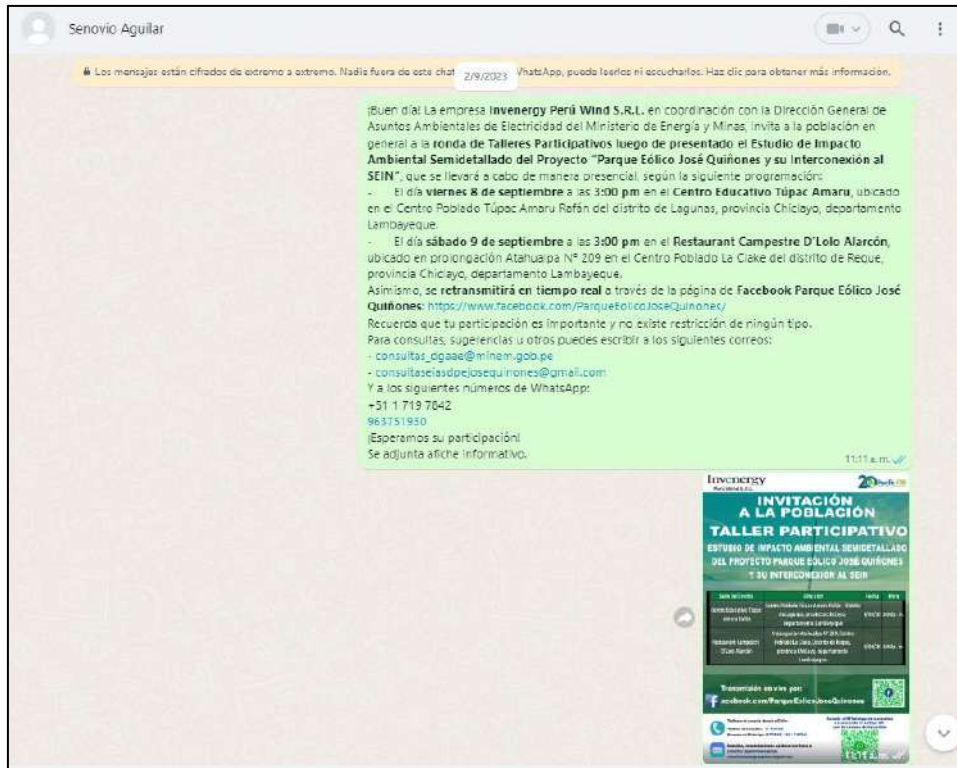 Senovio Aguilar
Los mensajes están cifrados de extremo a extremo. Nadie fuera de este chat WhatsApp, puede leerlos ni escucharlos. Haz clic para obtener más información.
2/9/2023
¡Buen día! La empresa Invenergy Perú Wind S.R.L. en coordinación con la Dirección General de
Asuntos Ambientales de Electricidad del Ministerio de Energía y Minas, invita a la población en
general a la ronda de Talleres Participativos luego de presentado el Estudio de Impacto
Ambiental Semidetallado del Proyecto "Parque Eólico José Quiñones y su Interconexión al
SEIN", que se llevará a cabo de manera presencial, según la siguiente programación:
- El día viernes 8 de septiembre a las 3:00 pm en el Centro Educativo Túpac Amaru, ubicado
en el Centro Poblado Túpac Amaru Rafán del distrito de Lagunas, provincia Chiclayo, departamento
Lambayeque.
- El día sábado 9 de septiembre a las 3:00 pm en el Restaurant Campestre D'Lolo Alarcón,
ubicado en prolongación Atahualpa N° 209 en el Centro Poblado La Clake del distrito de Reque,
provincia Chiclayo, departamento Lambayeque.
Asimismo, se retransmitirá en tiempo real a través de la página de Facebook Parque Eólico José
Quiñones: https://www.facebook.com/ParqueEolicoJoseQuinones/
Recuerda que tu participación es importante y no existe restricción de ningún tipo.
Para consultas, sugerencias u otros puedes escribir a los siguientes correos:
- consultas_dgaae@minem.gob.pe
- consultaseiasdpejosequinones@gmail.com
Y a los siguientes números de WhatsApp:
+51 1 719 7842
963751930
¡Esperamos su participación!
Se adjunta afiche informativo.
11:11 a. m.
Invenergy
INVITACIÓN
A LA POBLACIÓN
TALLER PARTICIPATIVO
ESTUDIO DE IMPACTO AMBIENTAL SEMIDETALLADO
DEL PROYECTO PARQUE EÓLICO JOSÉ QUIÑONES
Y SU INTERCONEXIÓN AL SEIN
Transmisión en vivo por:
facebook.com/ParqueEolicoJoseQuinones
11:11 a. m.